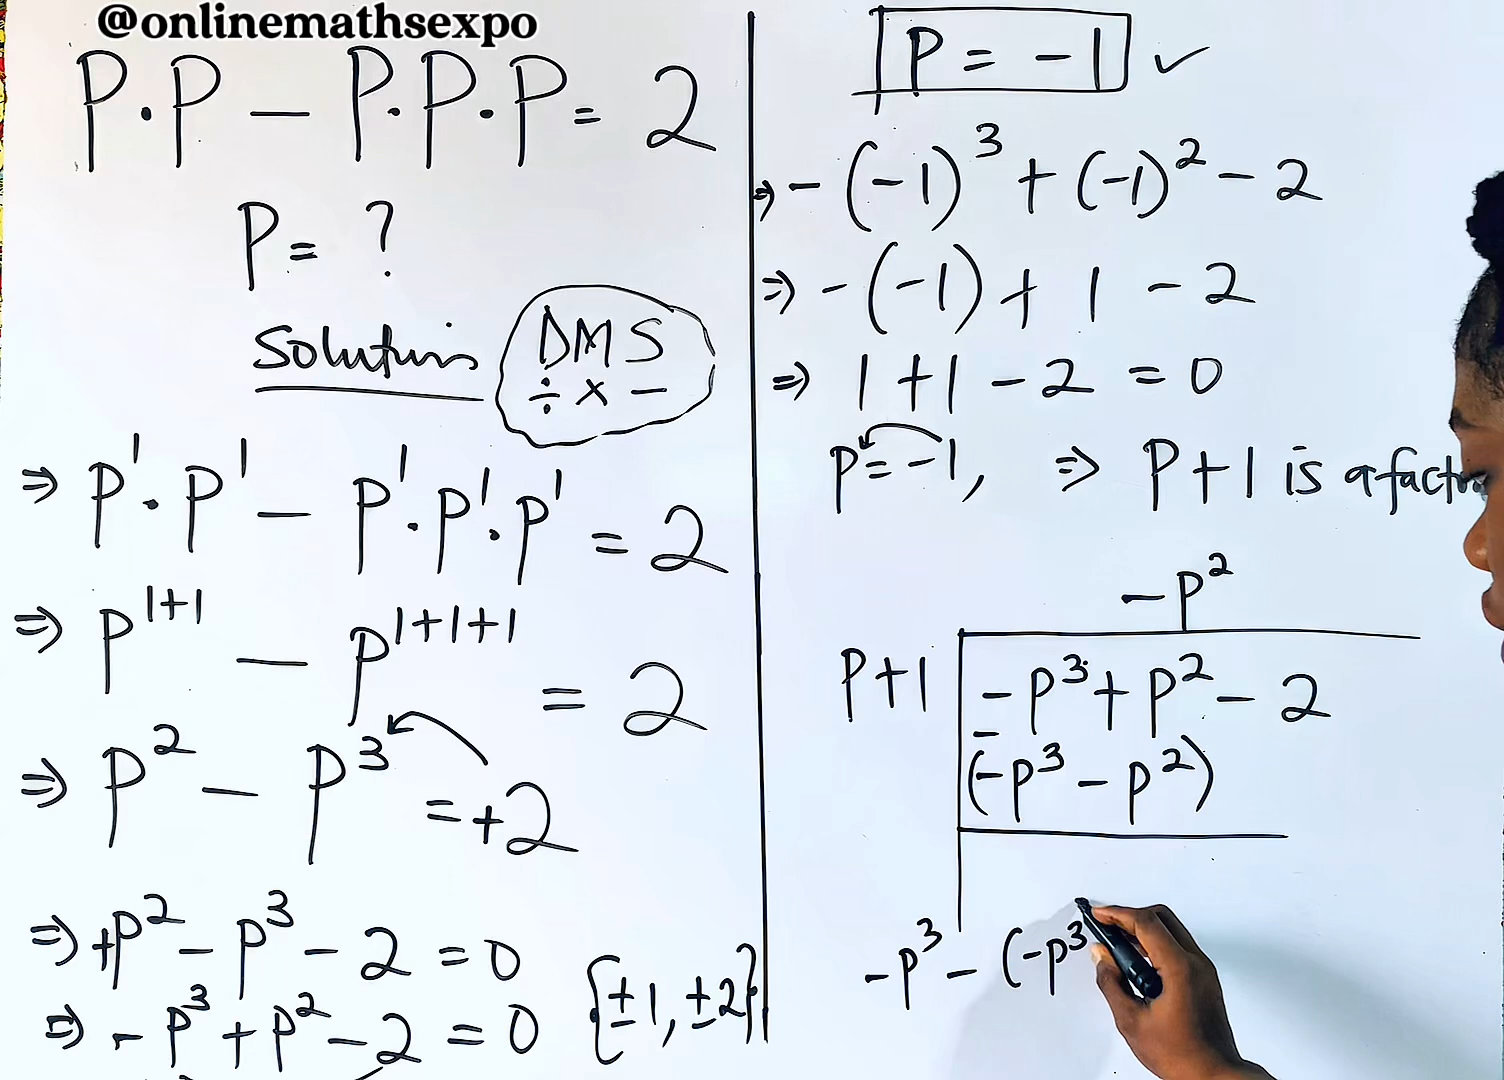 @onlinemathsexpo
P·P − P·P·P = 2
P = ?
Solution
DMS
÷ × −
⇒ P¹·P¹ − P¹·P¹·P¹ = 2
⇒ P¹⁺¹ − P¹⁺¹⁺¹ = 2
⇒ P² − P³ = +2
⇒ +P² − P³ − 2 = 0
⇒ −P³ + P² − 2 = 0 {±1, ±2}
P = −1 ✓
⇒ −(−1)³ + (−1)² − 2
⇒ −(−1) + 1 − 2
⇒ 1 + 1 − 2 = 0
P = −1, ⇒ P + 1 is a
−P²
P+1 −P³ + P² − 2
(−P³ − P²)
−P³ − (−P³